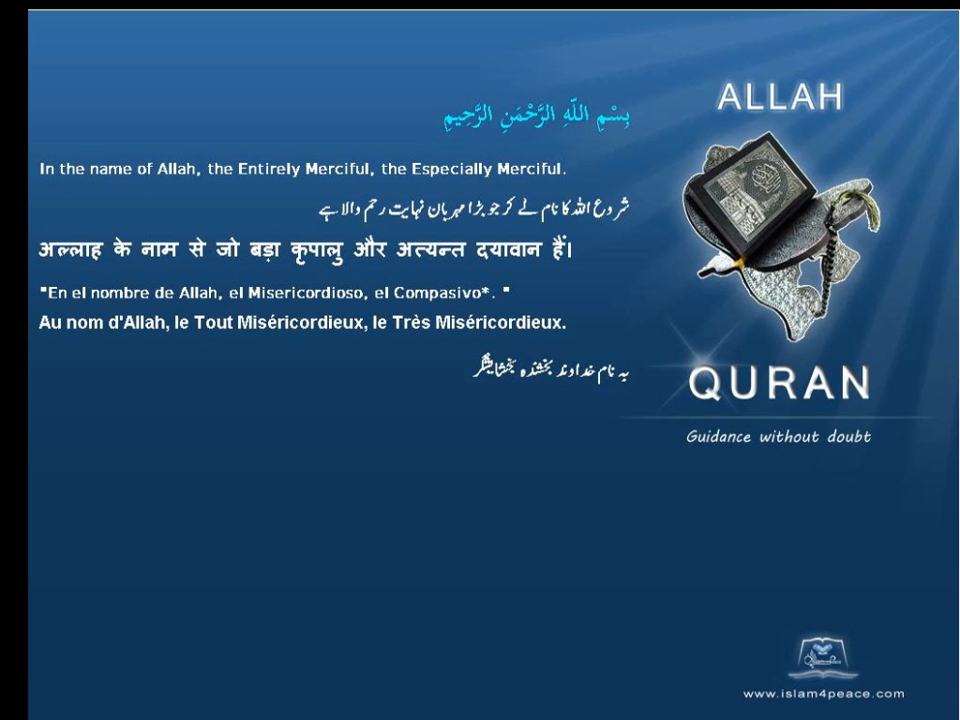 بِسْمِ اللّهِ الرَّحْمَنِ الرَّحِيمِ
In the name of Allah, the Entirely Merciful, the Especially Merciful.
شروع الله کا نام لے کر جو بڑا مہربان نہایت رحم والا ہے
अल्लाह के नाम से जो बड़ा कृपालु और अत्यन्त दयावान हैं।
"En el nombre de Allah, el Misericordioso, el Compasivo*. "
Au nom d'Allah, le Tout Miséricordieux, le Très Miséricordieux.
به نام خداوند بخشنده بخشایشگر
ALLAH
QURAN
Guidance without doubt
www.islam4peace.com